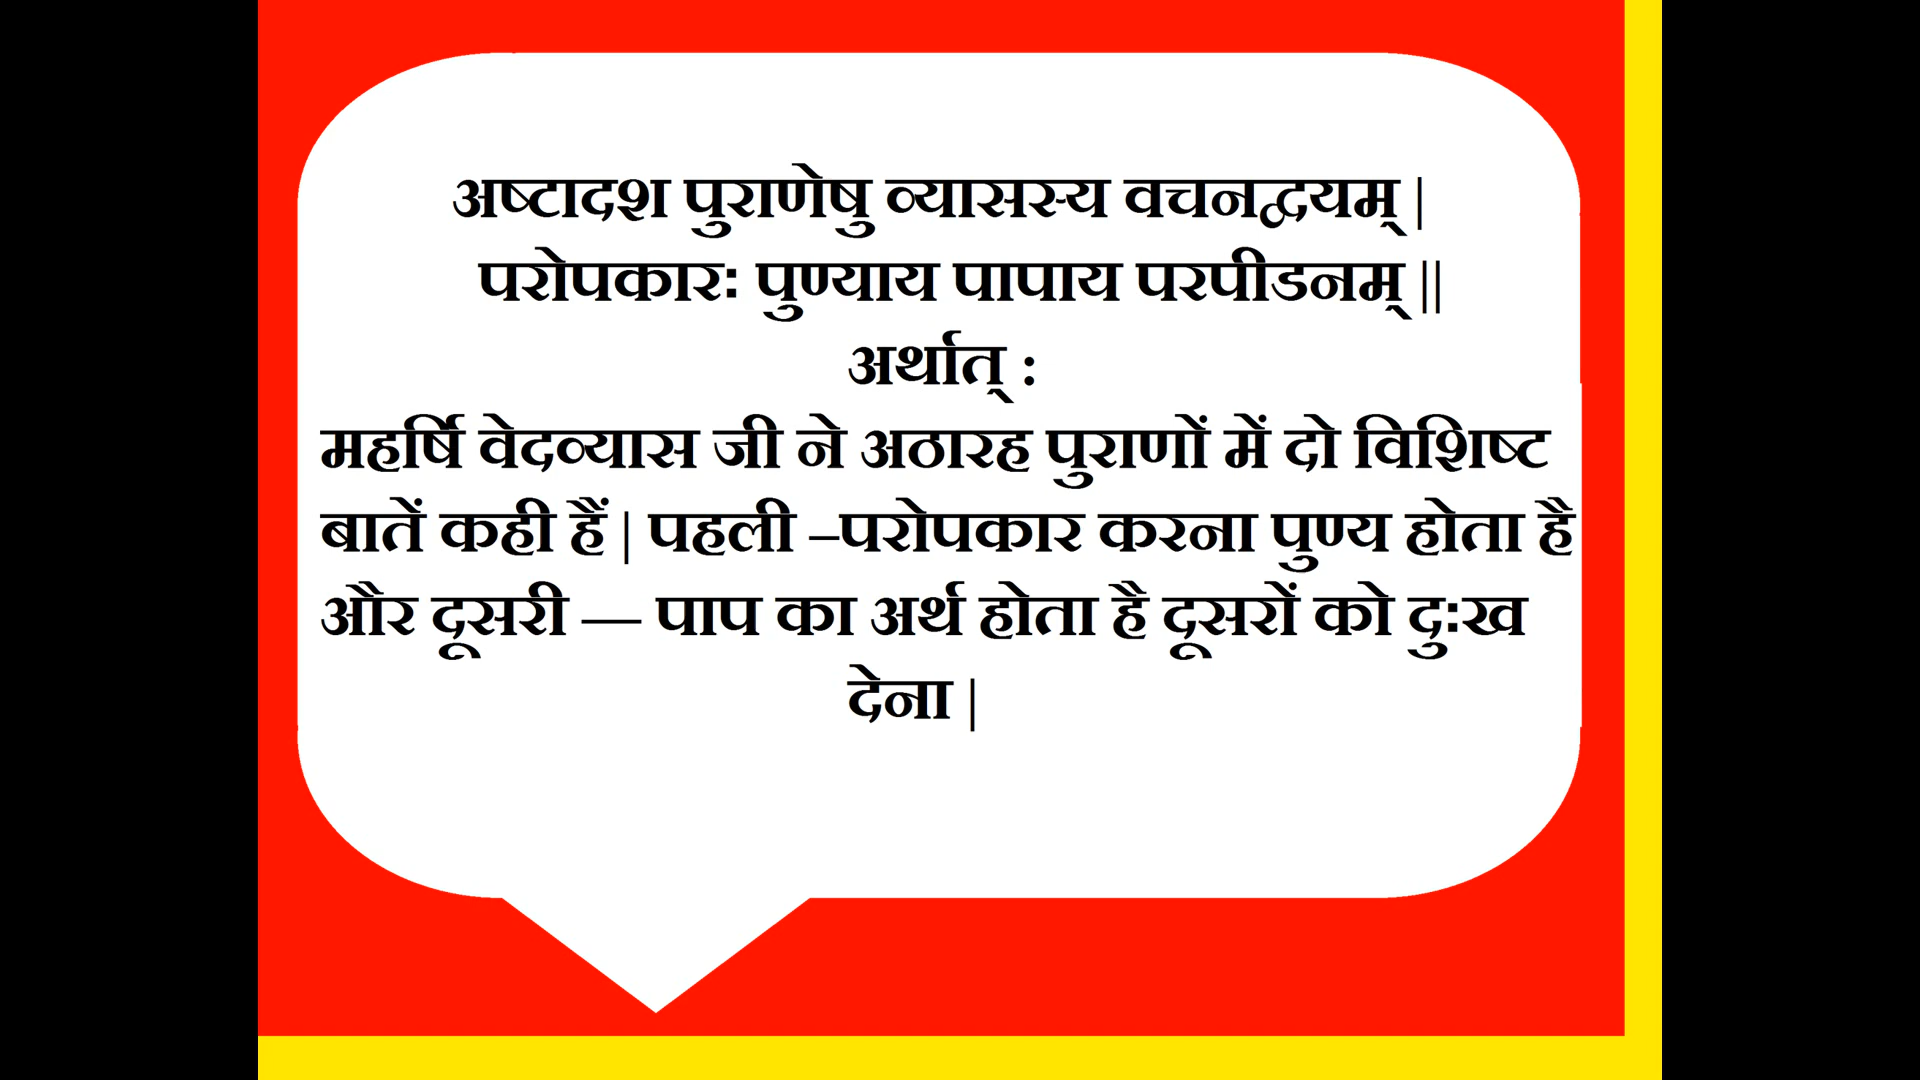 अष्टादश पुराणेषु व्यासस्य वचनद्वयम् |
परोपकारः पुण्याय पापाय परपीडनम् ||
अर्थात् :
महर्षि वेदव्यास जी ने अठारह पुराणों में दो विशिष्ट
बातें कही हैं | पहली –परोपकार करना पुण्य होता है
और दूसरी — पाप का अर्थ होता है दूसरों को दुःख
देना |